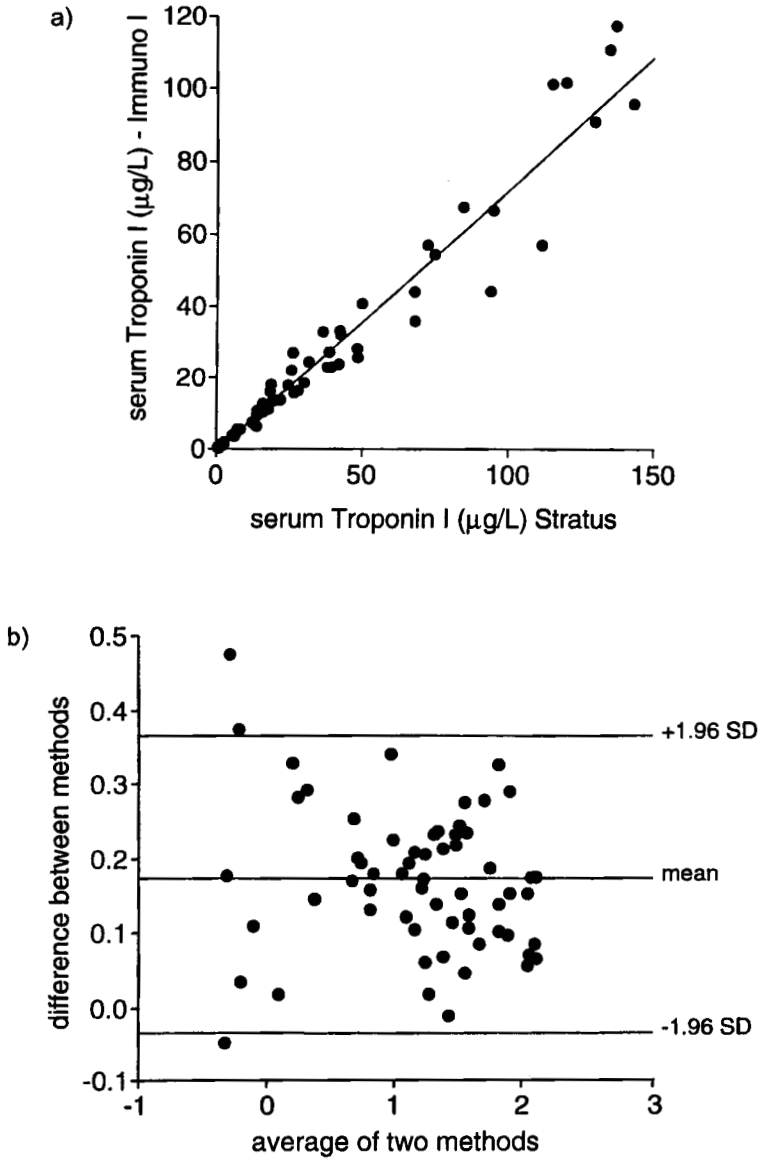 a)
serum Troponin I (μg/L) - Immuno I
120
100
80
60
40
20
0
0 50 100 150
serum Troponin I (μg/L) Stratus
b)
difference between methods
0.5
0.4
0.3
0.2
0.1
0.0
-0.1
+1.96 SD
mean
-1.96 SD
-1 0 1 2 3
average of two methods